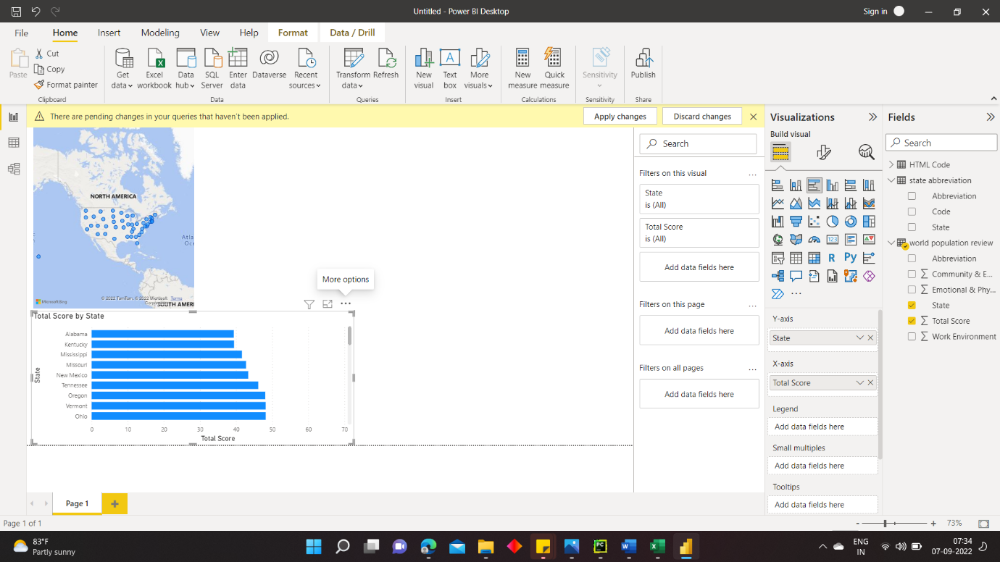 Untitled - Power BI Desktop
Sign in
File
Home
Insert
Modeling
View
Help
Format
Data / Drill
Paste
Cut
Copy
Format painter
Clipboard
Get data
Excel workbook
Data hub
SQL Server
Enter data
Dataverse
Recent sources
Data
Transform data
Refresh
Queries
New visual
Text box
More visuals
Insert
New measure
Quick measure
Calculations
Sensitivity
Sensitivity
Publish
Share
There are pending changes in your queries that haven't been applied.
Apply changes
Discard changes
NORTH AMERICA
Atla
Oc
Microsoft Bing
© 2022 TomTom, © 2022 Microsoft Corporation Terms
SOUTH AMERI
More options
Total Score by State
State
Alabama
Kentucky
Mississippi
Missouri
New Mexico
Tennessee
Oregon
Vermont
Ohio
0 10 20 30 40 50 60 70
Total Score
Search
Filters on this visual
...
State
is (All)
Total Score
is (All)
Add data fields here
Filters on this page
...
Add data fields here
Filters on all pages
...
Add data fields here
Visualizations
Build visual
123
R
Py
...
Y-axis
State
X-axis
Total Score
Legend
Add data fields here
Small multiples
Add data fields here
Tooltips
Add data fields here
Fields
Search
HTML Code
state abbreviation
Abbreviation
Code
State
world population review
Abbreviation
Community & E...
Emotional & Phy...
State
Total Score
Work Environment
Page 1
Page 1 of 1
- + 73%
83°F
Partly sunny
PC
W
X
ENG
IN
07:34
07-09-2022